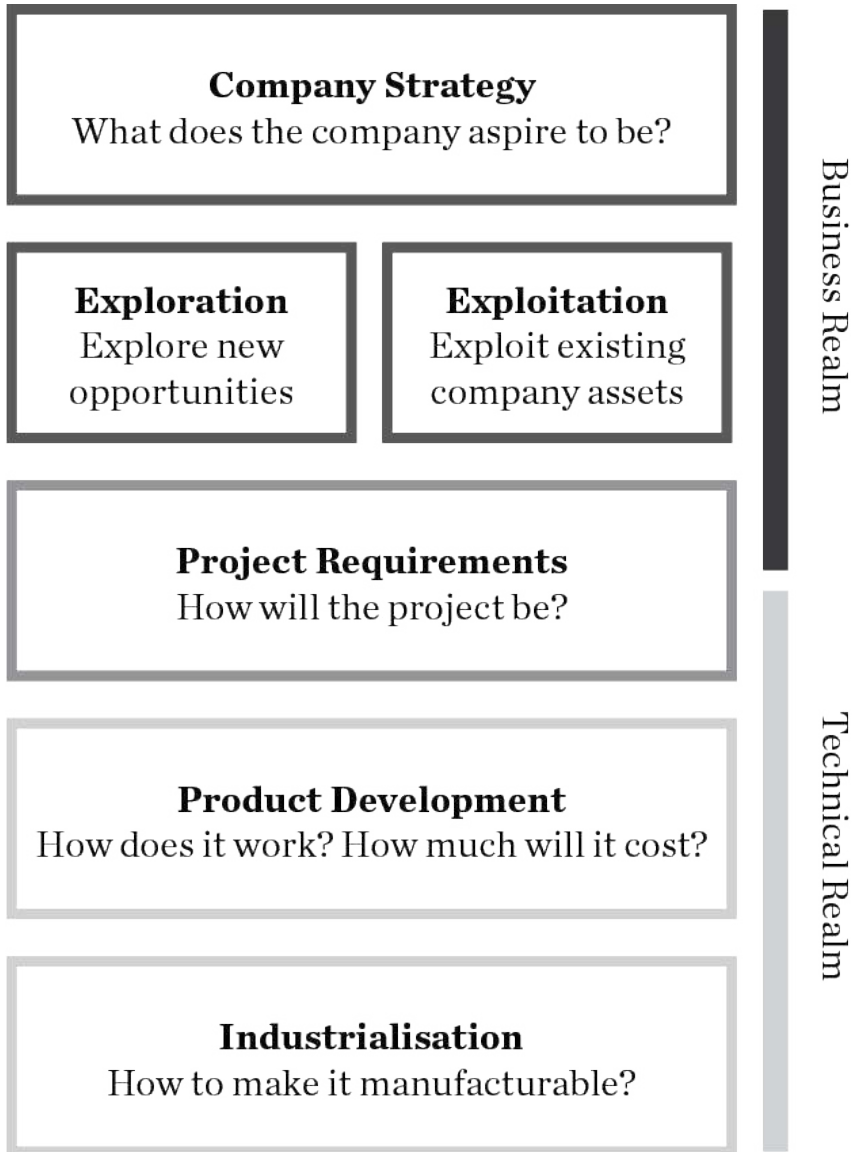 Company Strategy
What does the company aspire to be?
Exploration
Explore new
opportunities
Exploitation
Exploit existing
company assets
Project Requirements
How will the project be?
Product Development
How does it work? How much will it cost?
Industrialisation
How to make it manufacturable?
Business Realm
Technical Realm